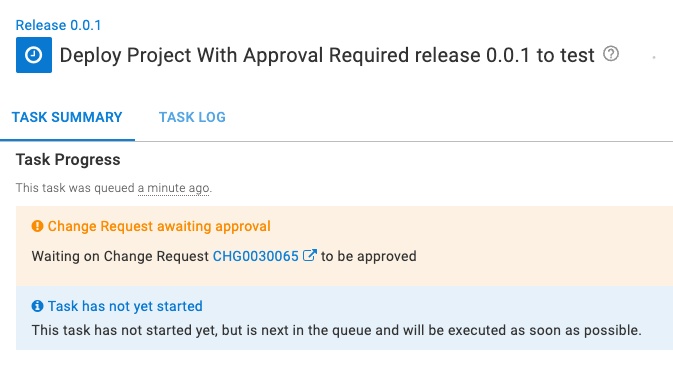 Release 0.0.1
Deploy Project With Approval Required release 0.0.1 to test
TASK SUMMARY TASK LOG
Task Progress
This task was queued a minute ago.
Change Request awaiting approval
Waiting on Change Request CHG0030065 to be approved
Task has not yet started
This task has not started yet, but is next in the queue and will be executed as soon as possible.